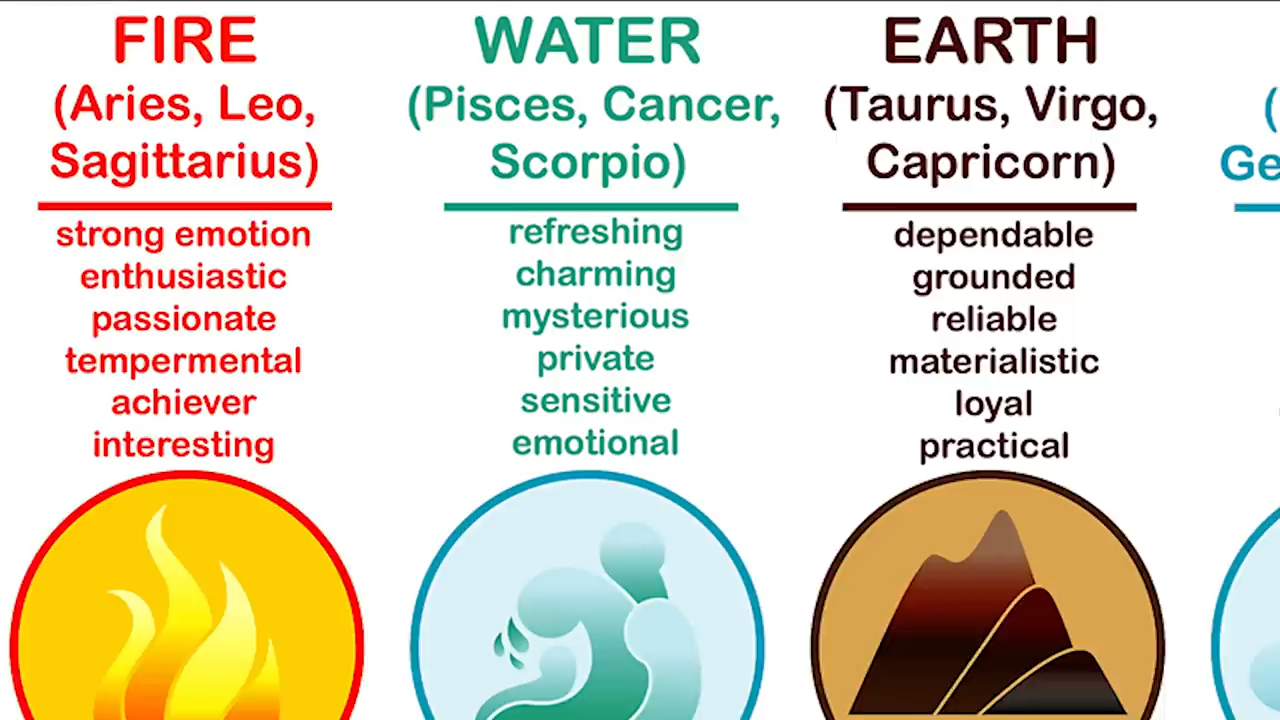 FIRE
(Aries, Leo,
Sagittarius)
strong emotion
enthusiastic
passionate
tempermental
achiever
interesting
WATER
(Pisces, Cancer,
Scorpio)
refreshing
charming
mysterious
private
sensitive
emotional
EARTH
(Taurus, Virgo,
Capricorn)
dependable
grounded
reliable
materialistic
loyal
practical